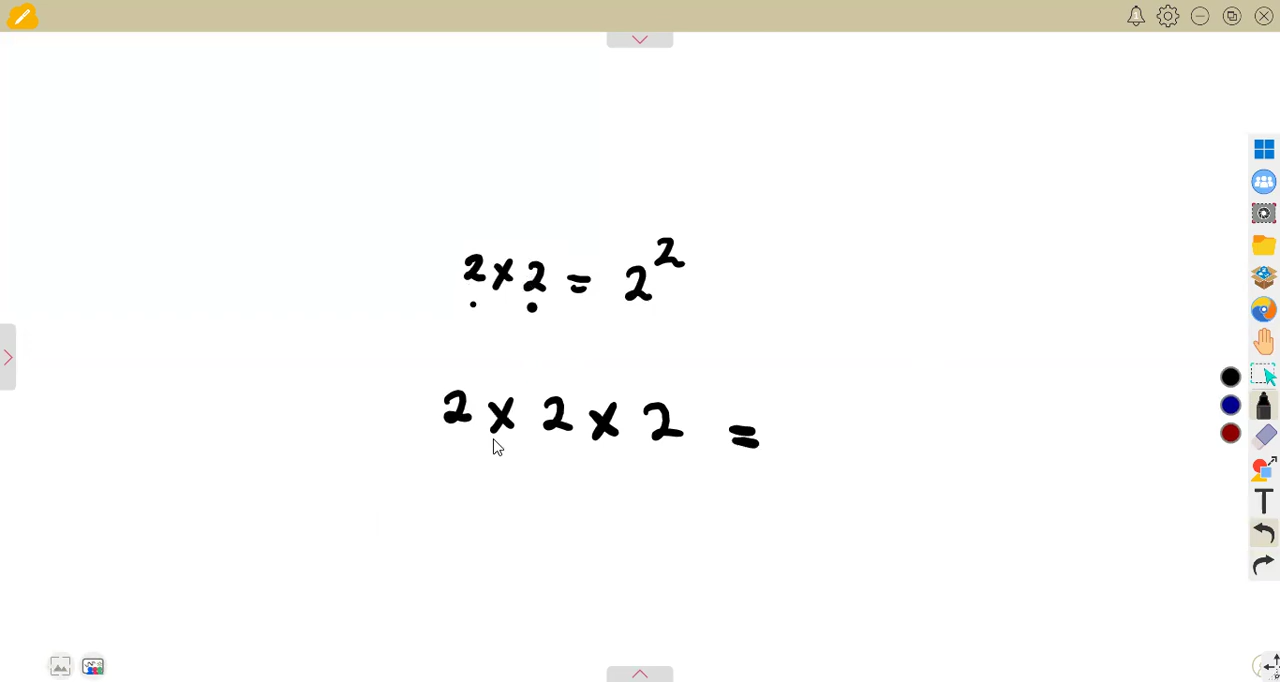 2 x 2 = 2²
2 x 2 x 2 =